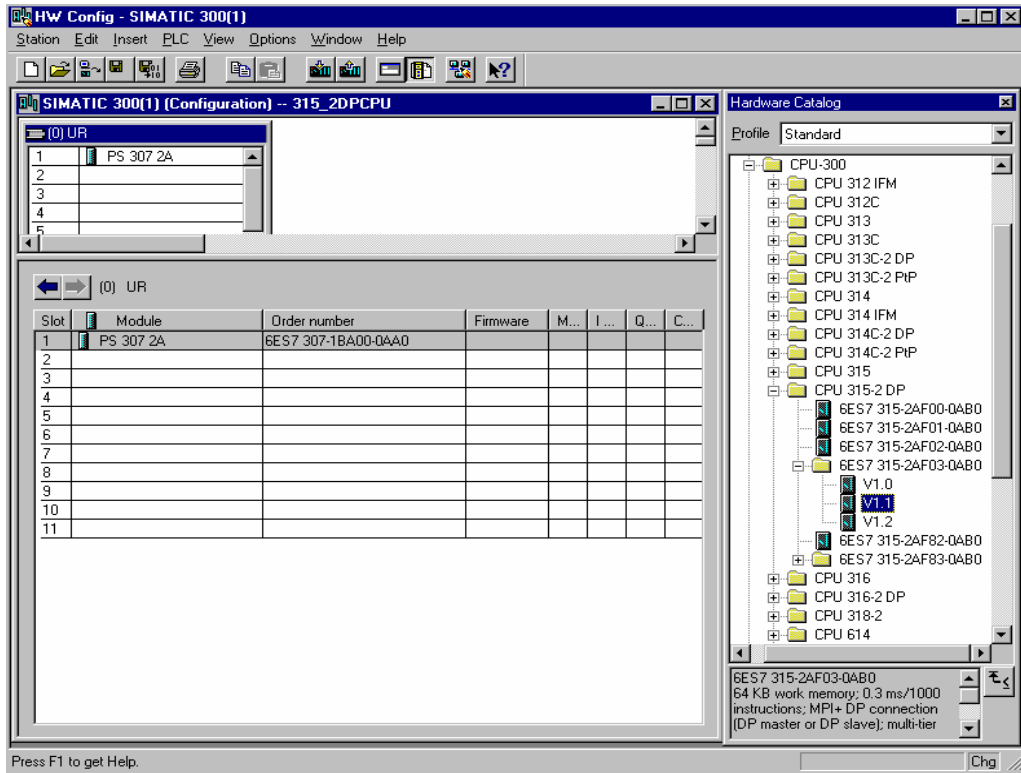 HW Config - SIMATIC 300(1)
Station Edit Insert PLC View Options Window Help
SIMATIC 300(1) (Configuration) -- 315_2DPCPU
(0) UR
1 PS 307 2A
2
3
4
5
(0) UR
Slot Module Order number Firmware M... I ... Q... C...
1 PS 307 2A 6ES7 307-1BA00-0AA0
2
3
4
5
6
7
8
9
10
11
Hardware Catalog
Profile Standard
CPU-300
CPU 312 IFM
CPU 312C
CPU 313
CPU 313C
CPU 313C-2 DP
CPU 313C-2 PtP
CPU 314
CPU 314 IFM
CPU 314C-2 DP
CPU 314C-2 PtP
CPU 315
CPU 315-2 DP
6ES7 315-2AF00-0AB0
6ES7 315-2AF01-0AB0
6ES7 315-2AF02-0AB0
6ES7 315-2AF03-0AB0
V1.0
V1.1
V1.2
6ES7 315-2AF82-0AB0
6ES7 315-2AF83-0AB0
CPU 316
CPU 316-2 DP
CPU 318-2
CPU 614
6ES7 315-2AF03-0AB0
64 KB work memory; 0.3 ms/1000
instructions; MPI+ DP connection
(DP master or DP slave); multi-tier
Press F1 to get Help.
Chg